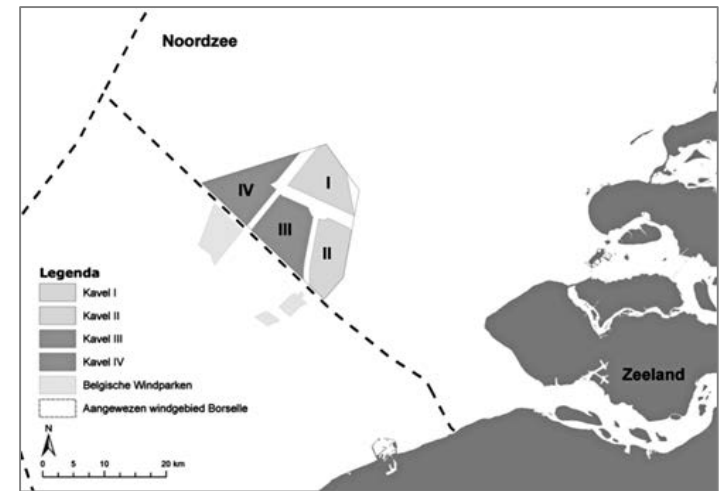 Noordzee
IV
I
III
II
Legenda
Kavel I
Kavel II
Kavel III
Kavel IV
Belgische Windparken
Aangewezen windgebied Borselle
Zeeland
N
0 5 10 20 km